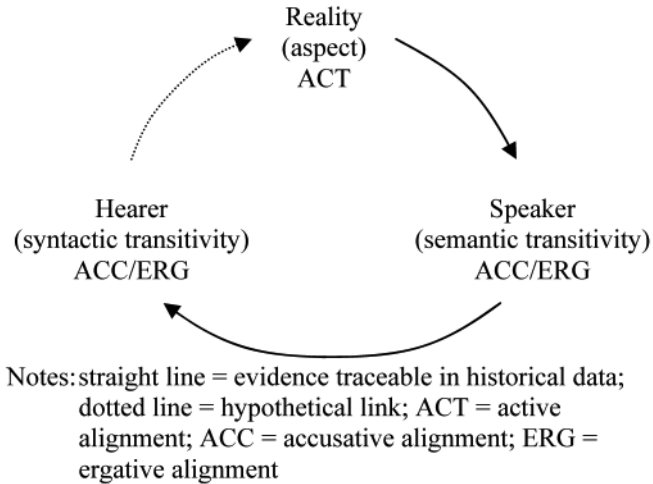 Reality
(aspect)
ACT
Hearer
(syntactic transitivity)
ACC/ERG
Speaker
(semantic transitivity)
ACC/ERG
Notes: straight line = evidence traceable in historical data;
dotted line = hypothetical link; ACT = active
alignment; ACC = accusative alignment; ERG =
ergative alignment